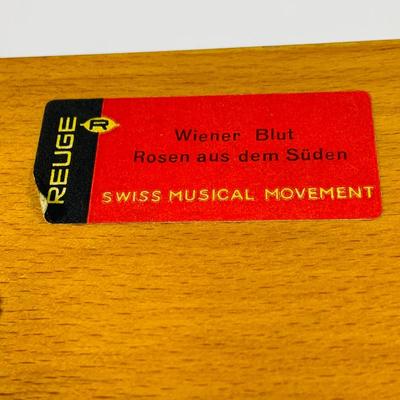 REUGE
R
Wiener Blut
Rosen aus dem Süden
SWISS MUSICAL MOVEMENT